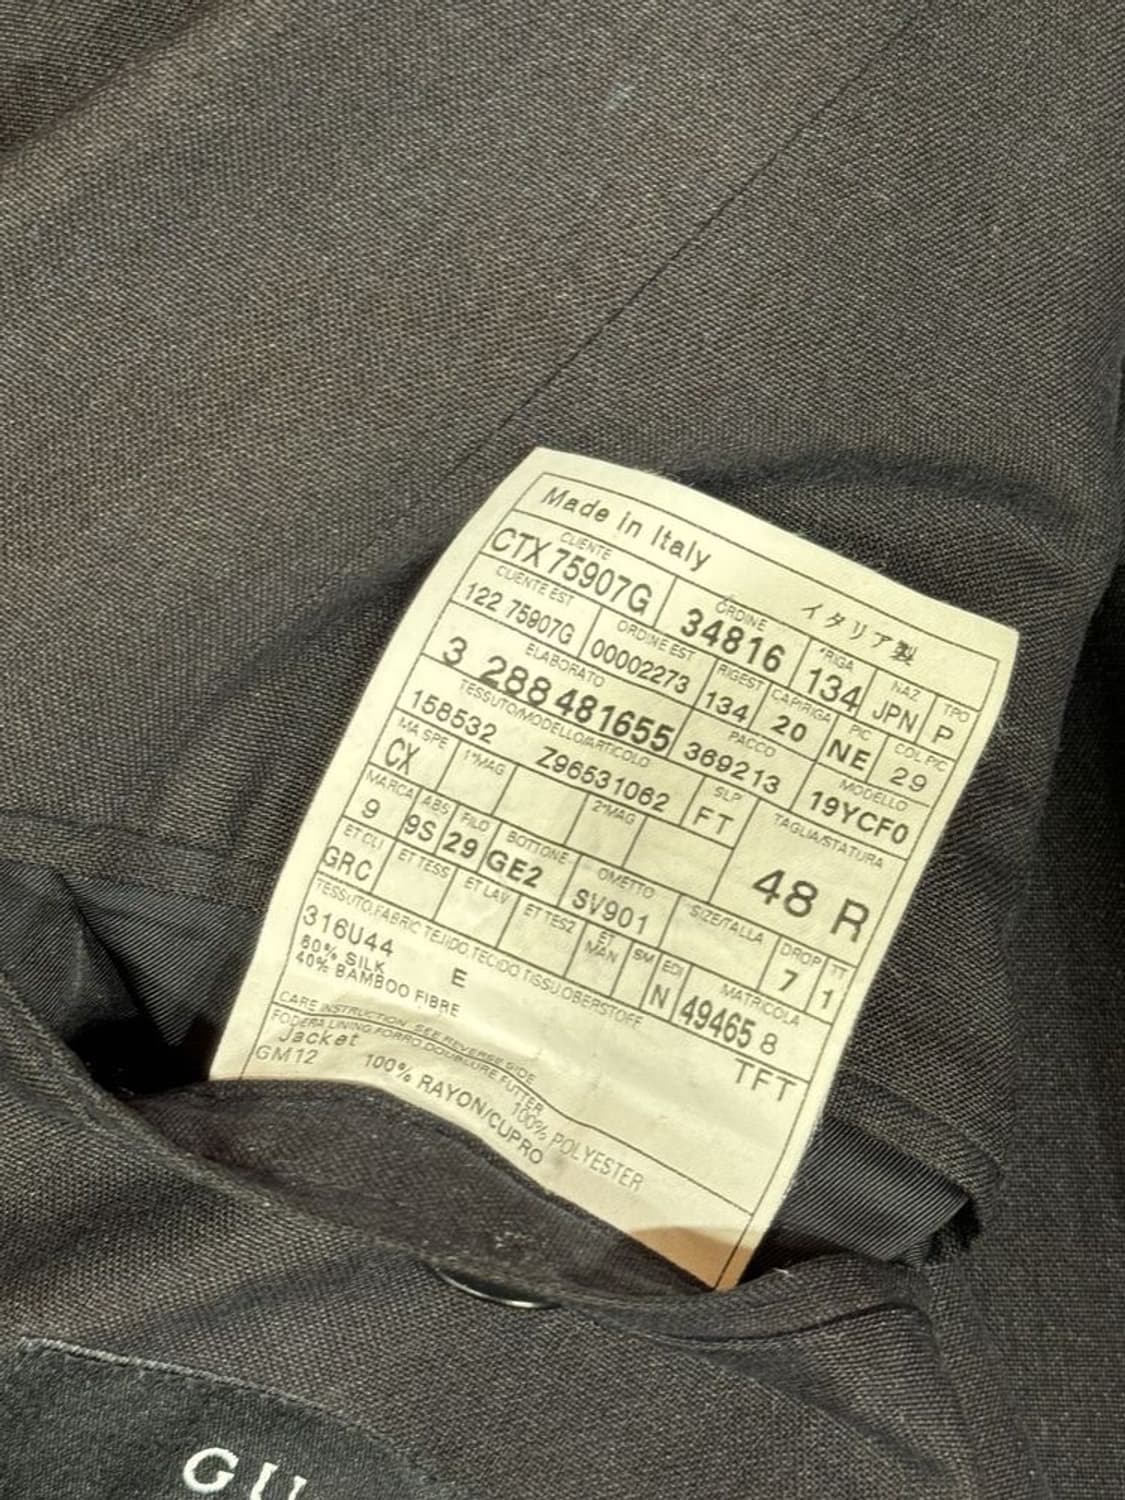 Made in Italy イタリア製
CLIENTE ORDINE *RIGA NAZ TPO
CTX 75907G 34816 134 JPN P
CLIENTE EST ORDINE EST RIGEST CAPIRIGA PIC COL PIC
122 75907G 00002273 134 20 NE 29
ELABORATO PACCO MODELLO
3 288 481655 369213 19YCF0
TESSUTO/MODELLO/ARTICOLO SLP TAGLIA/STATURA
158532 Z96531062 FT 48 R
MA SPE 1*MAG 2*MAG
CX
MARCA ABS FILO BOTTONE OMETTO *SIZE/TALLA DROP TT
9 9S 29 GE2 SV901 7 1
ET CLI ET TESS ET LAV ET TES2 ET MAN SM EDI MATRICOLA
GRC N 49465 8
TESSUTO,FABRIC TEJIDO,TECIDO TISSU,OBERSTOFF
316U44 E TFT
60% SILK
40% BAMBOO FIBRE
CARE INSTRUCTION SEE REVERSE SIDE
FODERA LINING FORRO,DOUBLURE FUTTER
Jacket 100% POLYESTER
GM12 100% RAYON/CUPRO
GU